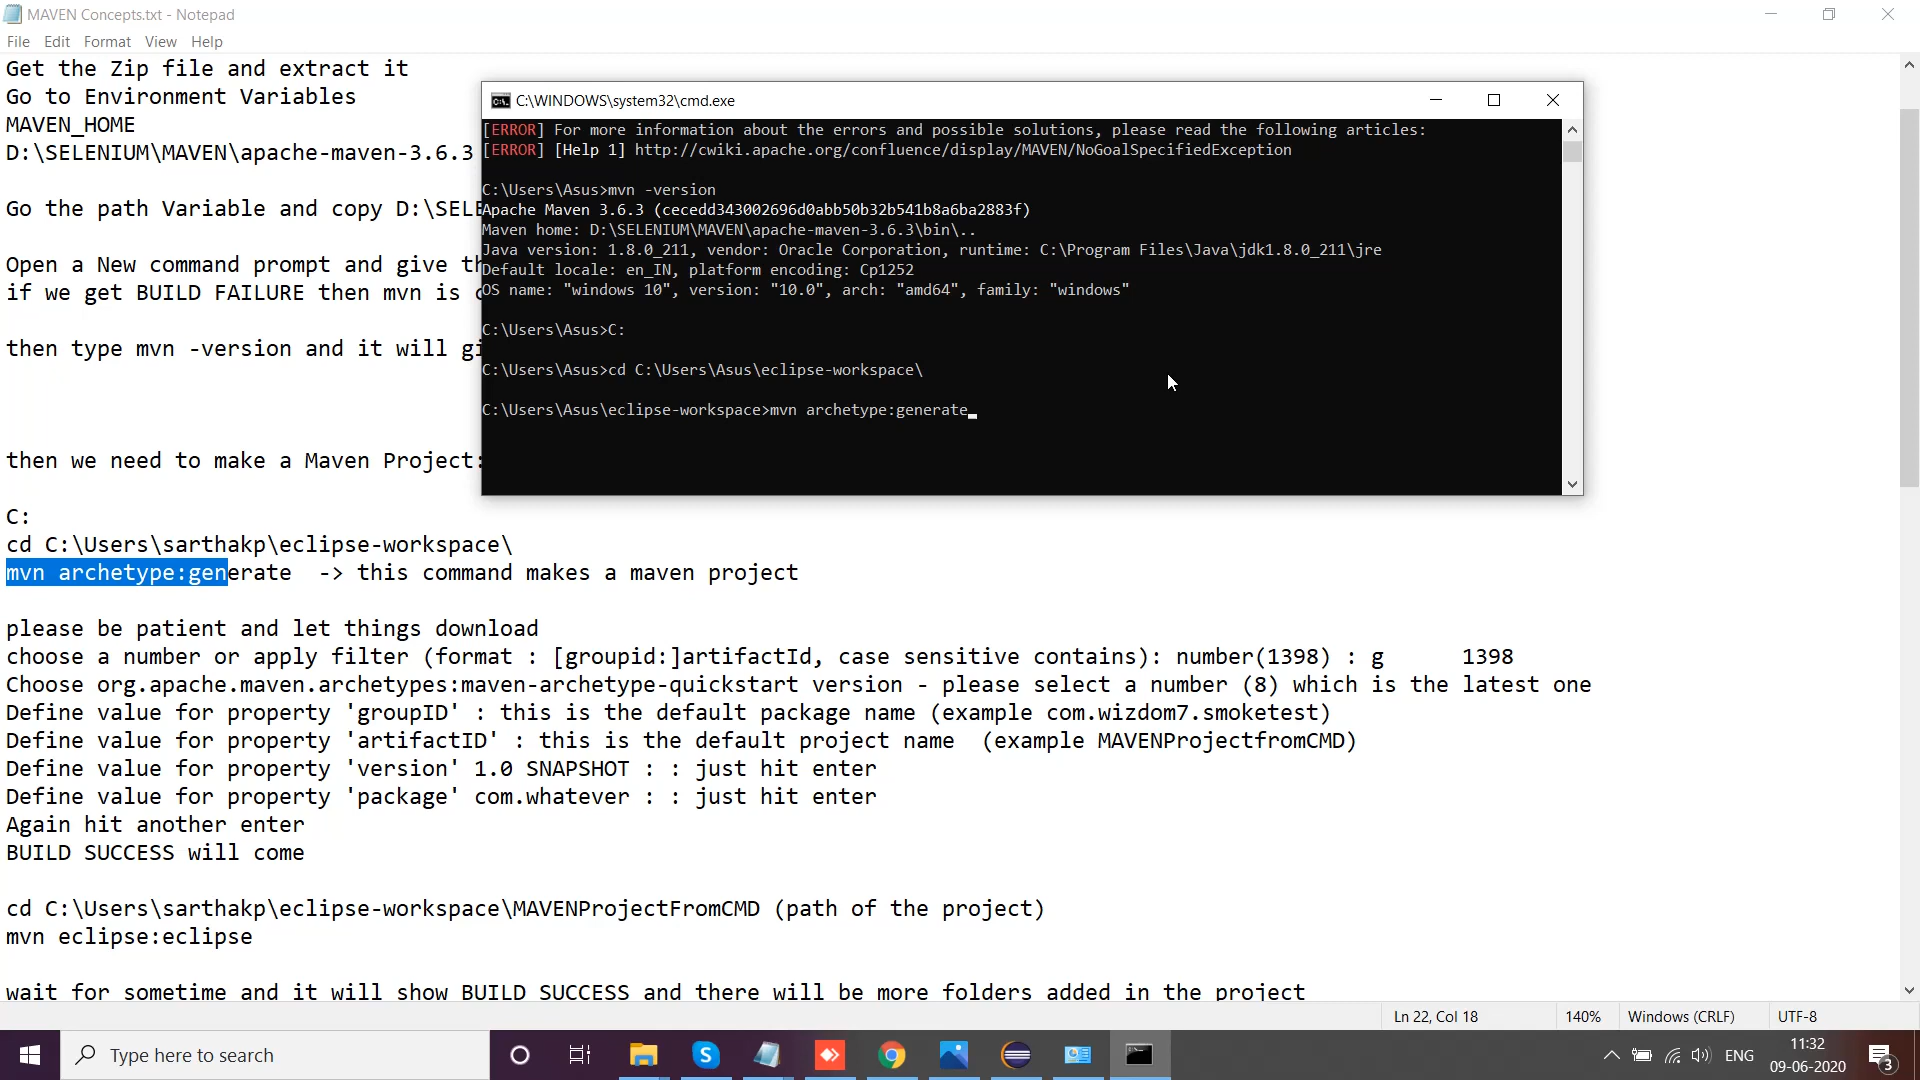 MAVEN Concepts.txt - Notepad
File Edit Format View Help
Get the Zip file and extract it
Go to Environment Variables
MAVEN_HOME
D:\SELENIUM\MAVEN\apache-maven-3.6.3
Go the path Variable and copy D:\SELE
Open a New command prompt and give th
if we get BUILD FAILURE then mvn is
then type mvn -version and it will gi
then we need to make a Maven Project:
C:
cd C:\Users\sarthakp\eclipse-workspace\
mvn archetype:generate -> this command makes a maven project
please be patient and let things download
choose a number or apply filter (format : [groupid:]artifactId, case sensitive contains): number(1398) : g 1398
Choose org.apache.maven.archetypes:maven-archetype-quickstart version - please select a number (8) which is the latest one
Define value for property 'groupID' : this is the default package name (example com.wizdom7.smoketest)
Define value for property 'artifactID' : this is the default project name (example MAVENProjectfromCMD)
Define value for property 'version' 1.0 SNAPSHOT : : just hit enter
Define value for property 'package' com.whatever : : just hit enter
Again hit another enter
BUILD SUCCESS will come
cd C:\Users\sarthakp\eclipse-workspace\MAVENProjectFromCMD (path of the project)
mvn eclipse:eclipse
wait for sometime and it will show BUILD SUCCESS and there will be more folders added in the project
C:\WINDOWS\system32\cmd.exe
[ERROR] For more information about the errors and possible solutions, please read the following articles:
[ERROR] [Help 1] http://cwiki.apache.org/confluence/display/MAVEN/NoGoalSpecifiedException
C:\Users\Asus>mvn -version
Apache Maven 3.6.3 (cecedd343002696d0abb50b32b541b8a6ba2883f)
Maven home: D:\SELENIUM\MAVEN\apache-maven-3.6.3\bin\..
Java version: 1.8.0_211, vendor: Oracle Corporation, runtime: C:\Program Files\Java\jdk1.8.0_211\jre
Default locale: en_IN, platform encoding: Cp1252
OS name: "windows 10", version: "10.0", arch: "amd64", family: "windows"
C:\Users\Asus>C:
C:\Users\Asus>cd C:\Users\Asus\eclipse-workspace\
C:\Users\Asus\eclipse-workspace>mvn archetype:generate
Ln 22, Col 18 140% Windows (CRLF) UTF-8
Type here to search
ENG
11:32
09-06-2020
3